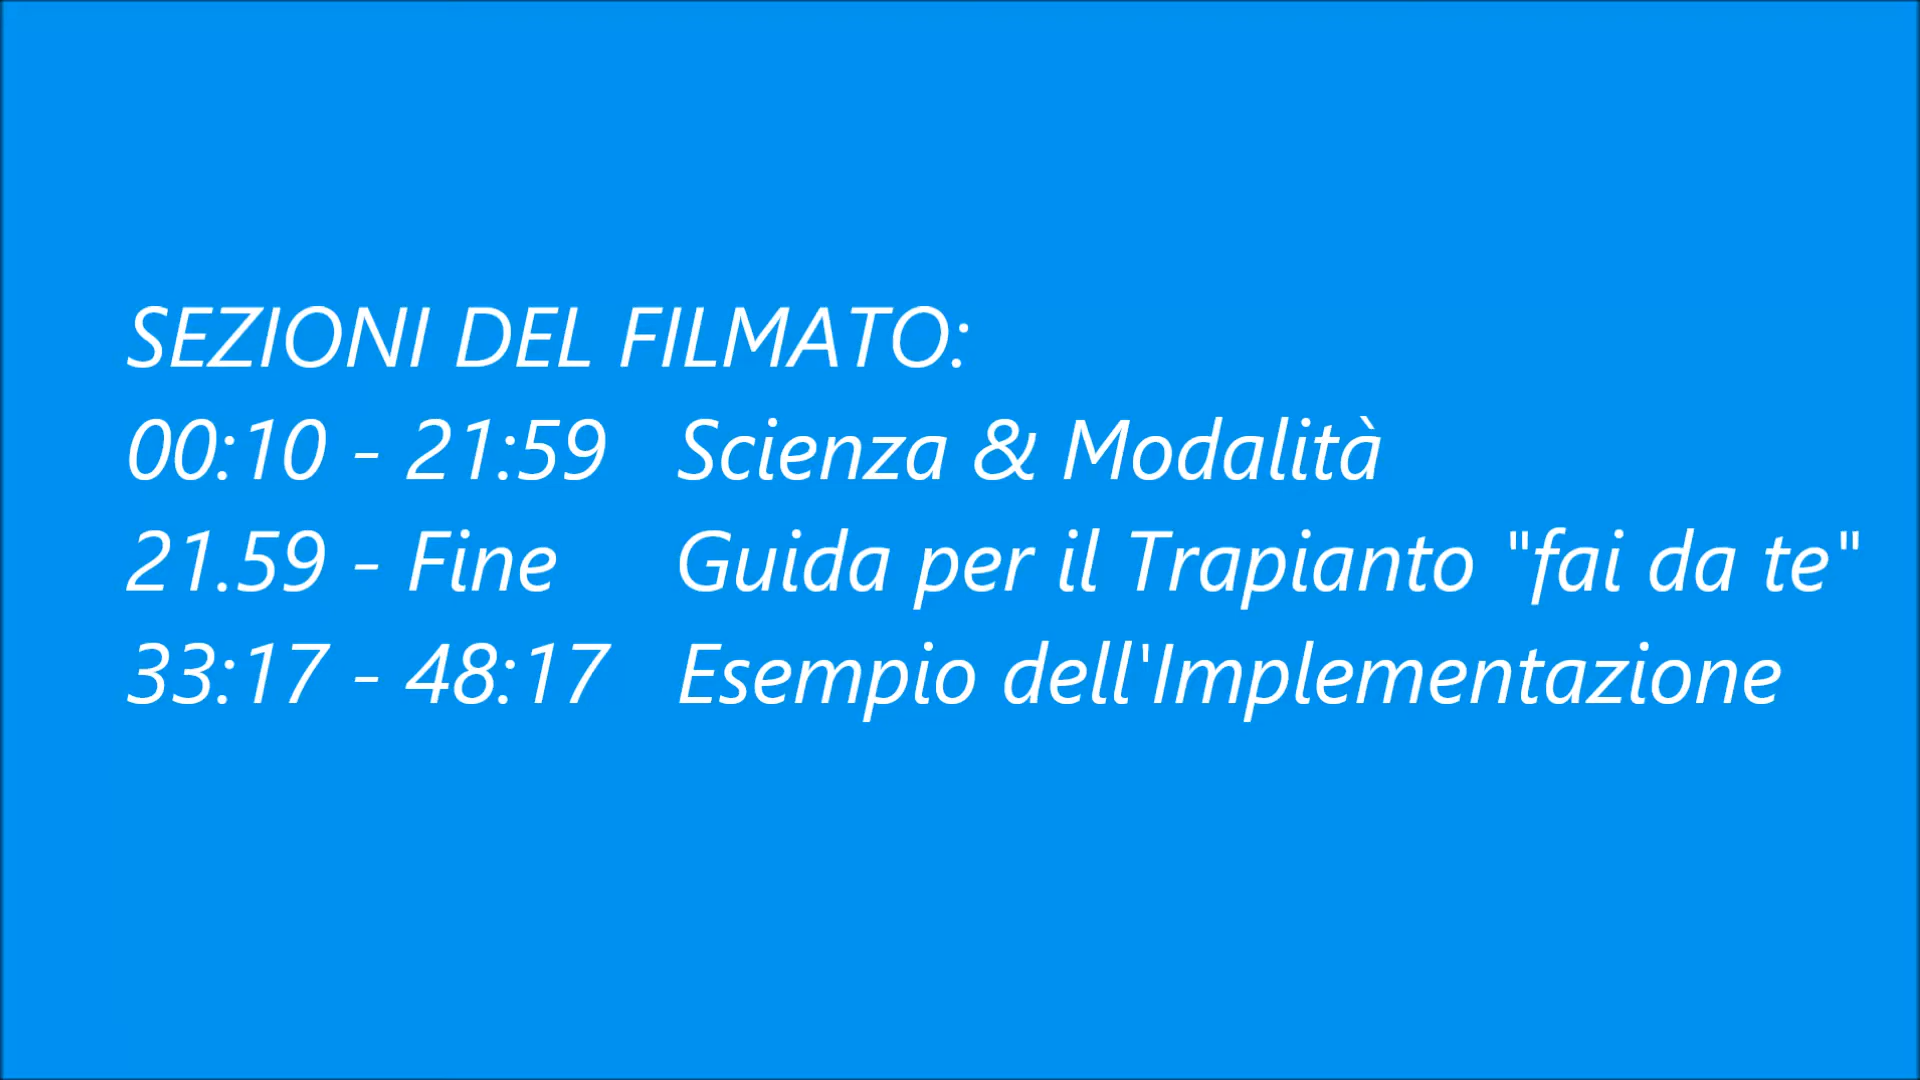 SEZIONI DEL FILMATO:
00:10 - 21:59 Scienza & Modalità
21.59 - Fine Guida per il Trapianto "fai da te"
33:17 - 48:17 Esempio dell'Implementazione